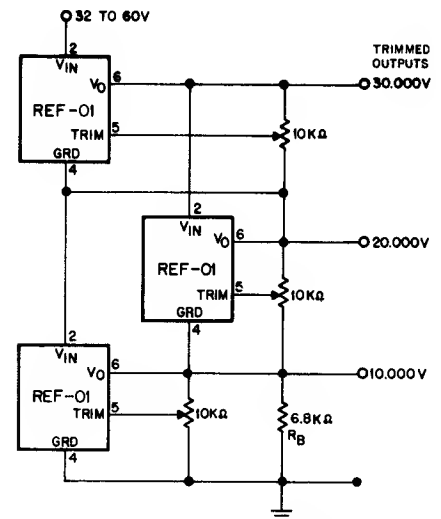 32 TO 60V
2
VIN
TRIMMED
OUTPUTS
VO 6
30.000V
REF-01
TRIM 5
10KΩ
GRD
4
2
VIN
VO 6
20.000V
REF-01
TRIM 5
10KΩ
GRD
4
2
VIN
VO 6
10.000V
REF-01
TRIM 5
10KΩ
6.8KΩ
RB
GRD
4